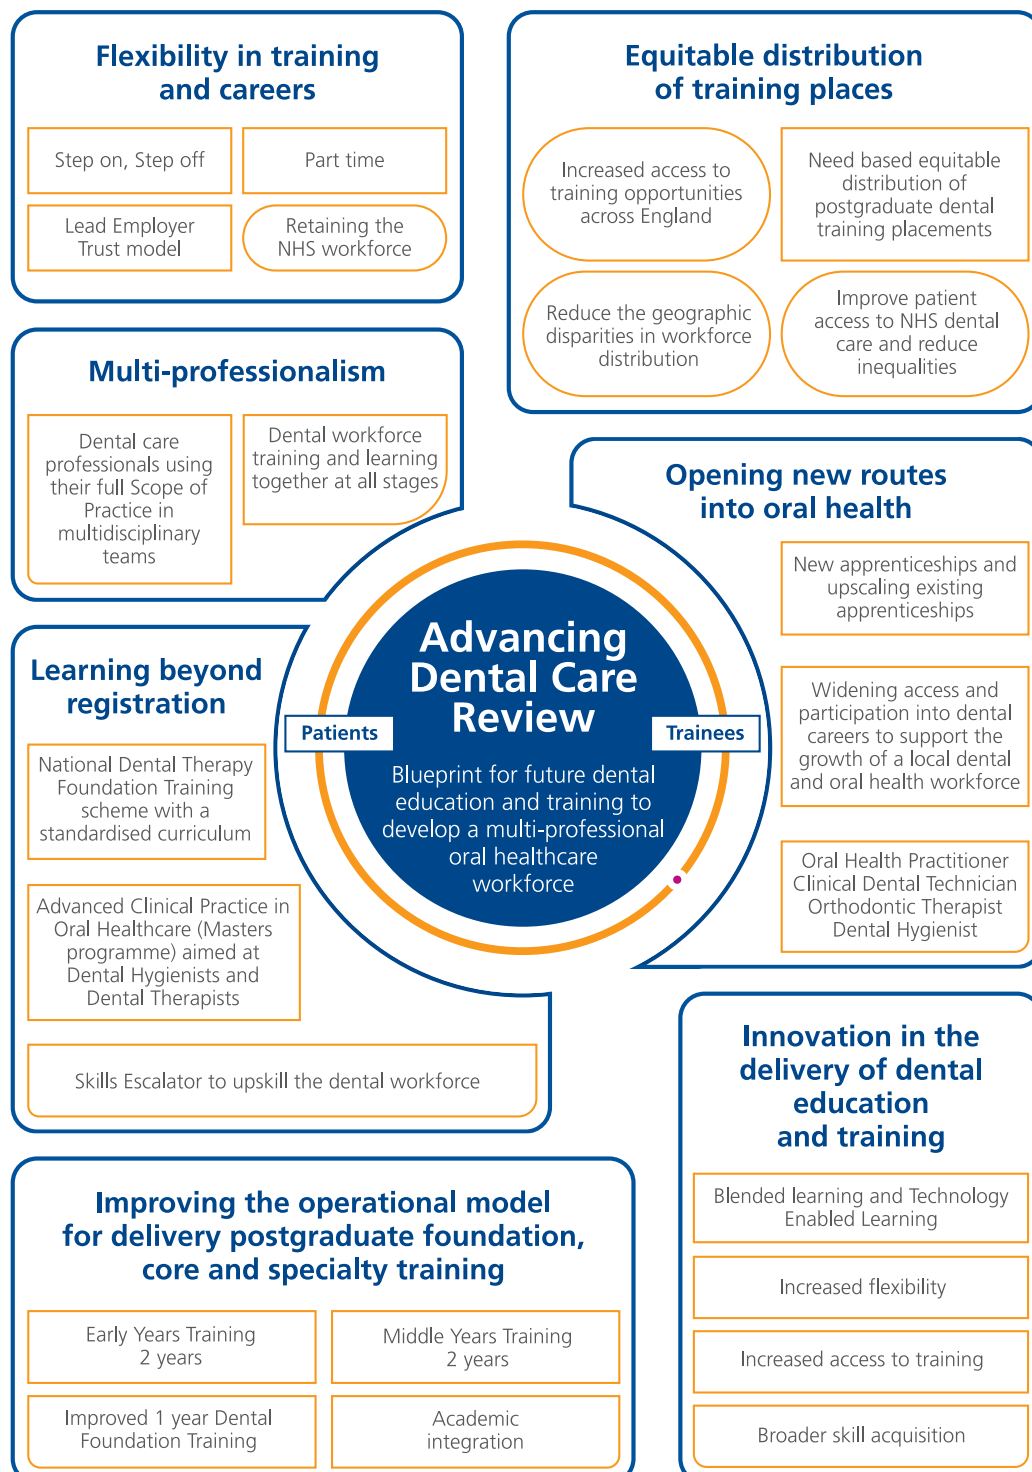 Flexibility in training
and careers
Step on, Step off
Part time
Lead Employer
Trust model
Retaining the
NHS workforce
Equitable distribution
of training places
Increased access to
training opportunities
across England
Need based equitable
distribution of
postgraduate dental
training placements
Reduce the geographic
disparities in workforce
distribution
Improve patient
access to NHS dental
care and reduce
inequalities
Multi-professionalism
Dental care
professionals using
their full Scope of
Practice in
multidisciplinary
teams
Dental workforce
training and learning
together at all stages
Opening new routes
into oral health
New apprenticeships and
upscaling existing
apprenticeships
Widening access and
participation into dental
careers to support the
growth of a local dental
and oral health workforce
Oral Health Practitioner
Clinical Dental Technician
Orthodontic Therapist
Dental Hygienist
Advancing
Dental Care
Review
Patients
Trainees
Blueprint for future dental
education and training to
develop a multi-professional
oral healthcare
workforce
Learning beyond
registration
National Dental Therapy
Foundation Training
scheme with a
standardised curriculum
Advanced Clinical Practice in
Oral Healthcare (Masters
programme) aimed at
Dental Hygienists and
Dental Therapists
Skills Escalator to upskill the dental workforce
Innovation in the
delivery of dental
education
and training
Blended learning and Technology
Enabled Learning
Increased flexibility
Increased access to training
Broader skill acquisition
Improving the operational model
for delivery postgraduate foundation,
core and specialty training
Early Years Training
2 years
Middle Years Training
2 years
Improved 1 year Dental
Foundation Training
Academic
integration